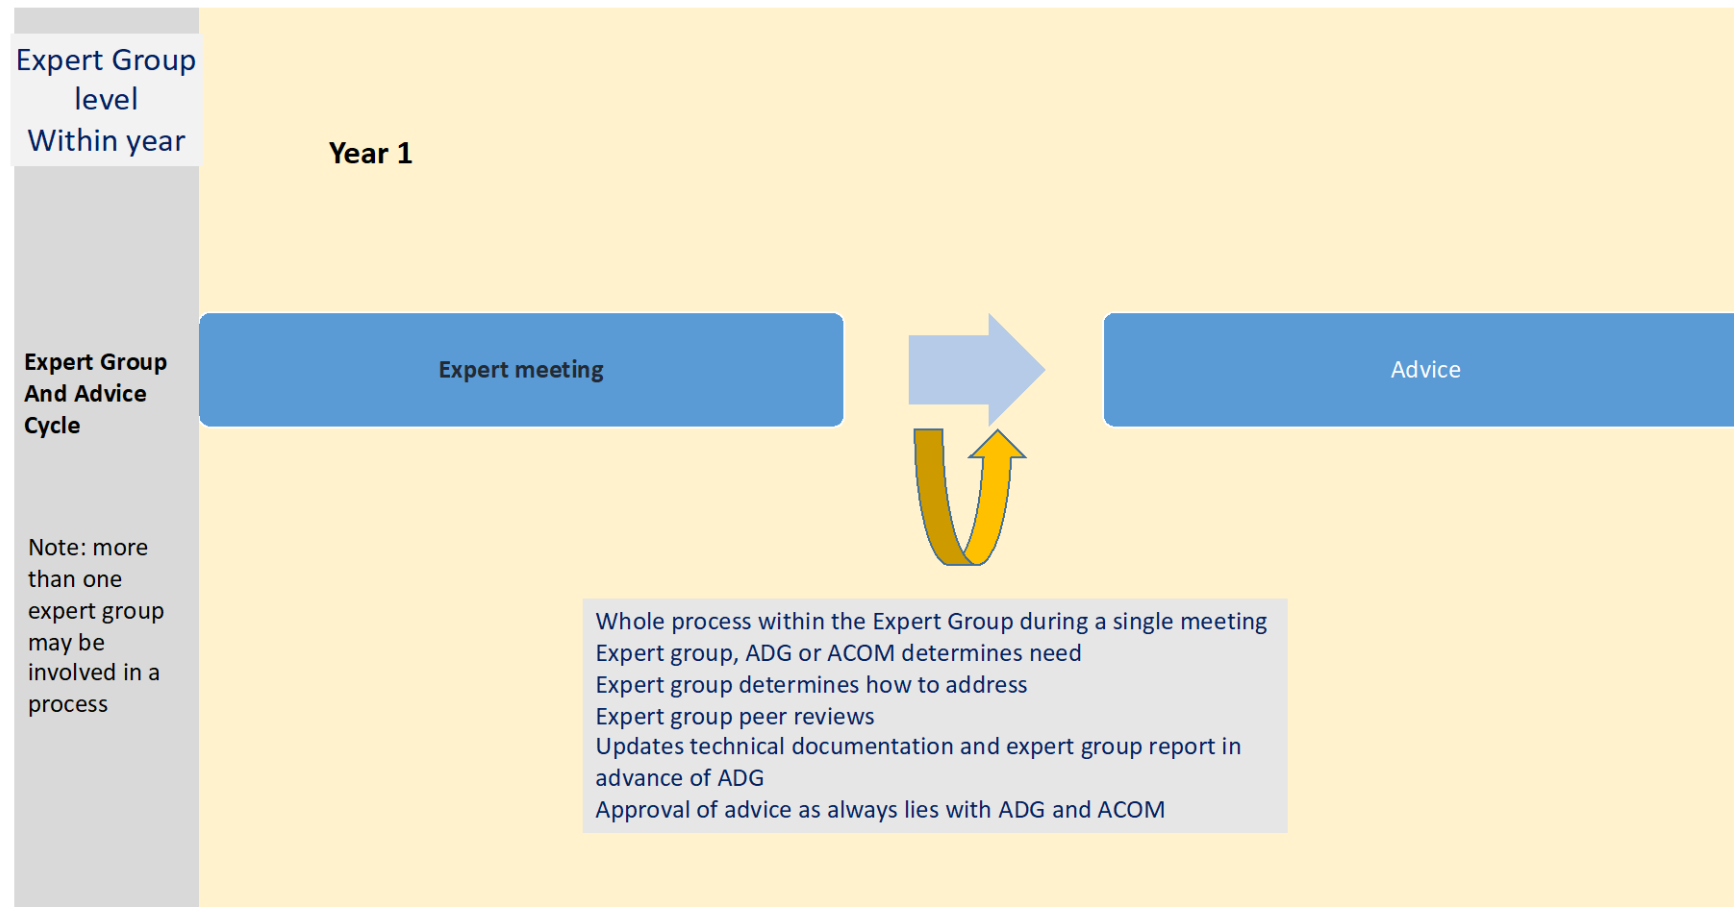 Expert Group
level
Within year
Year 1
Expert Group
And Advice
Cycle
Expert meeting
Advice
Note: more
than one
expert group
may be
involved in a
process
Whole process within the Expert Group during a single meeting
Expert group, ADG or ACOM determines need
Expert group determines how to address
Expert group peer reviews
Updates technical documentation and expert group report in
advance of ADG
Approval of advice as always lies with ADG and ACOM